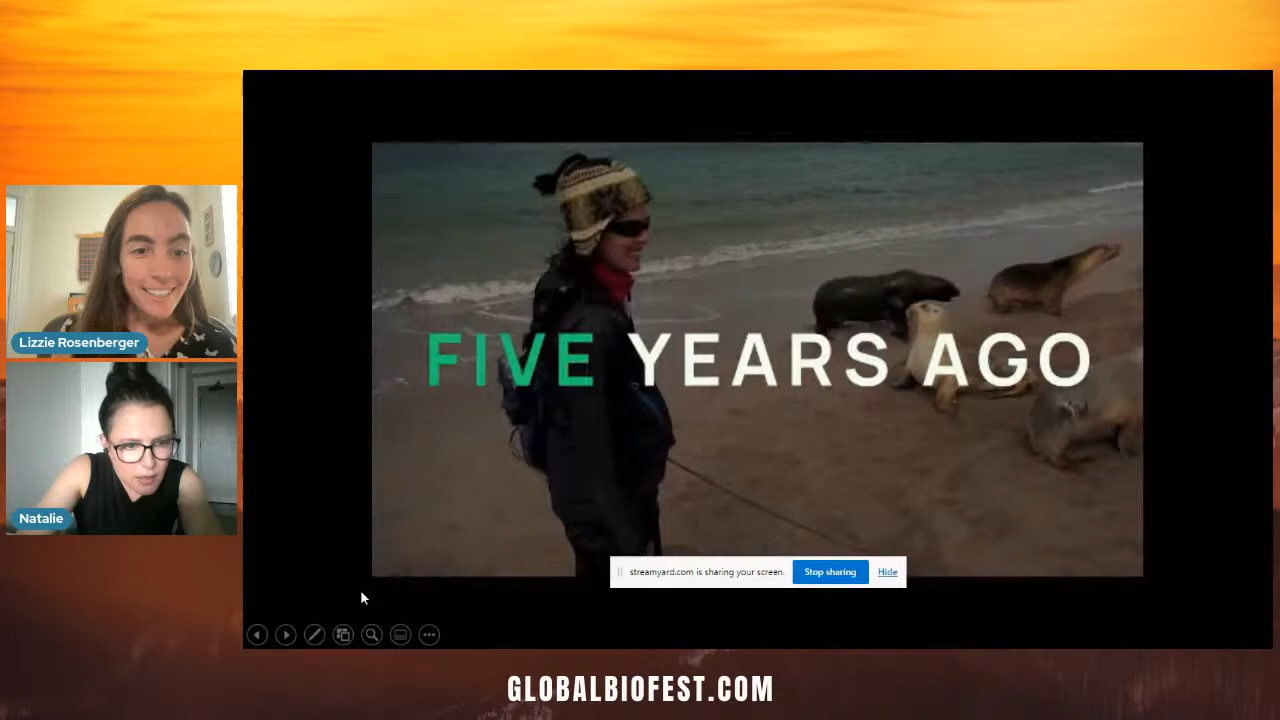 Lizzie Rosenberger
Natalie
FIVE YEARS AGO
streamyard.com is sharing your screen.
Stop sharing
Hide
GLOBALBIOFEST.COM